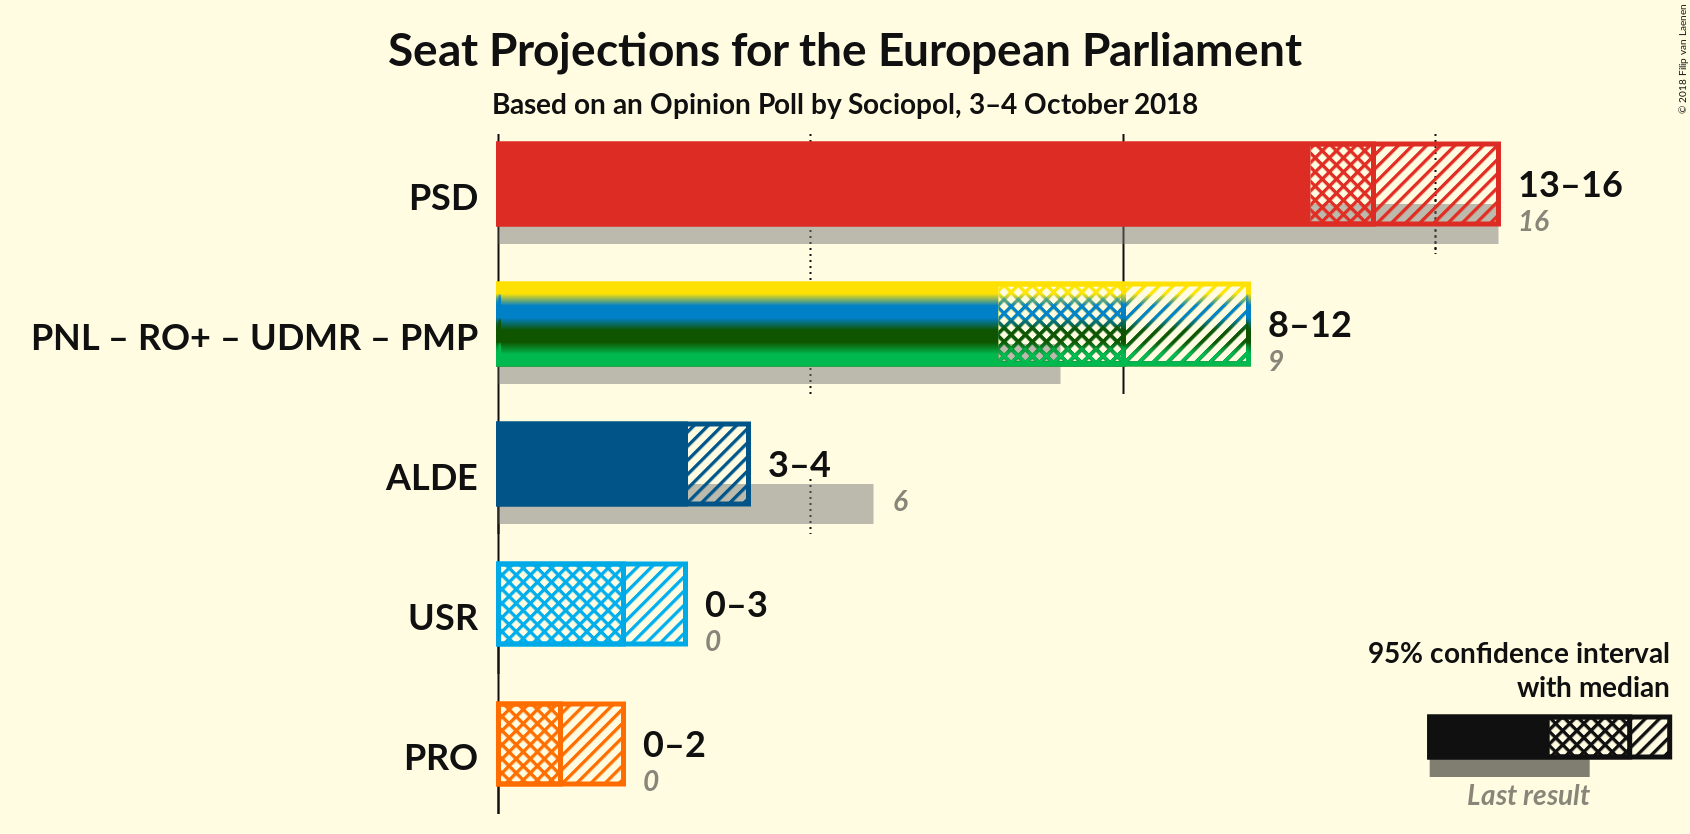 Seat Projections for the European Parliament
Based on an Opinion Poll by Sociopol, 3–4 October 2018
© 2018 Filip van Laenen
PSD
13–16
16
PNL – RO+ – UDMR – PMP
8–12
9
ALDE
3–4
6
USR
0–3
0
PRO
0–2
0
95% confidence interval
with median
Last result